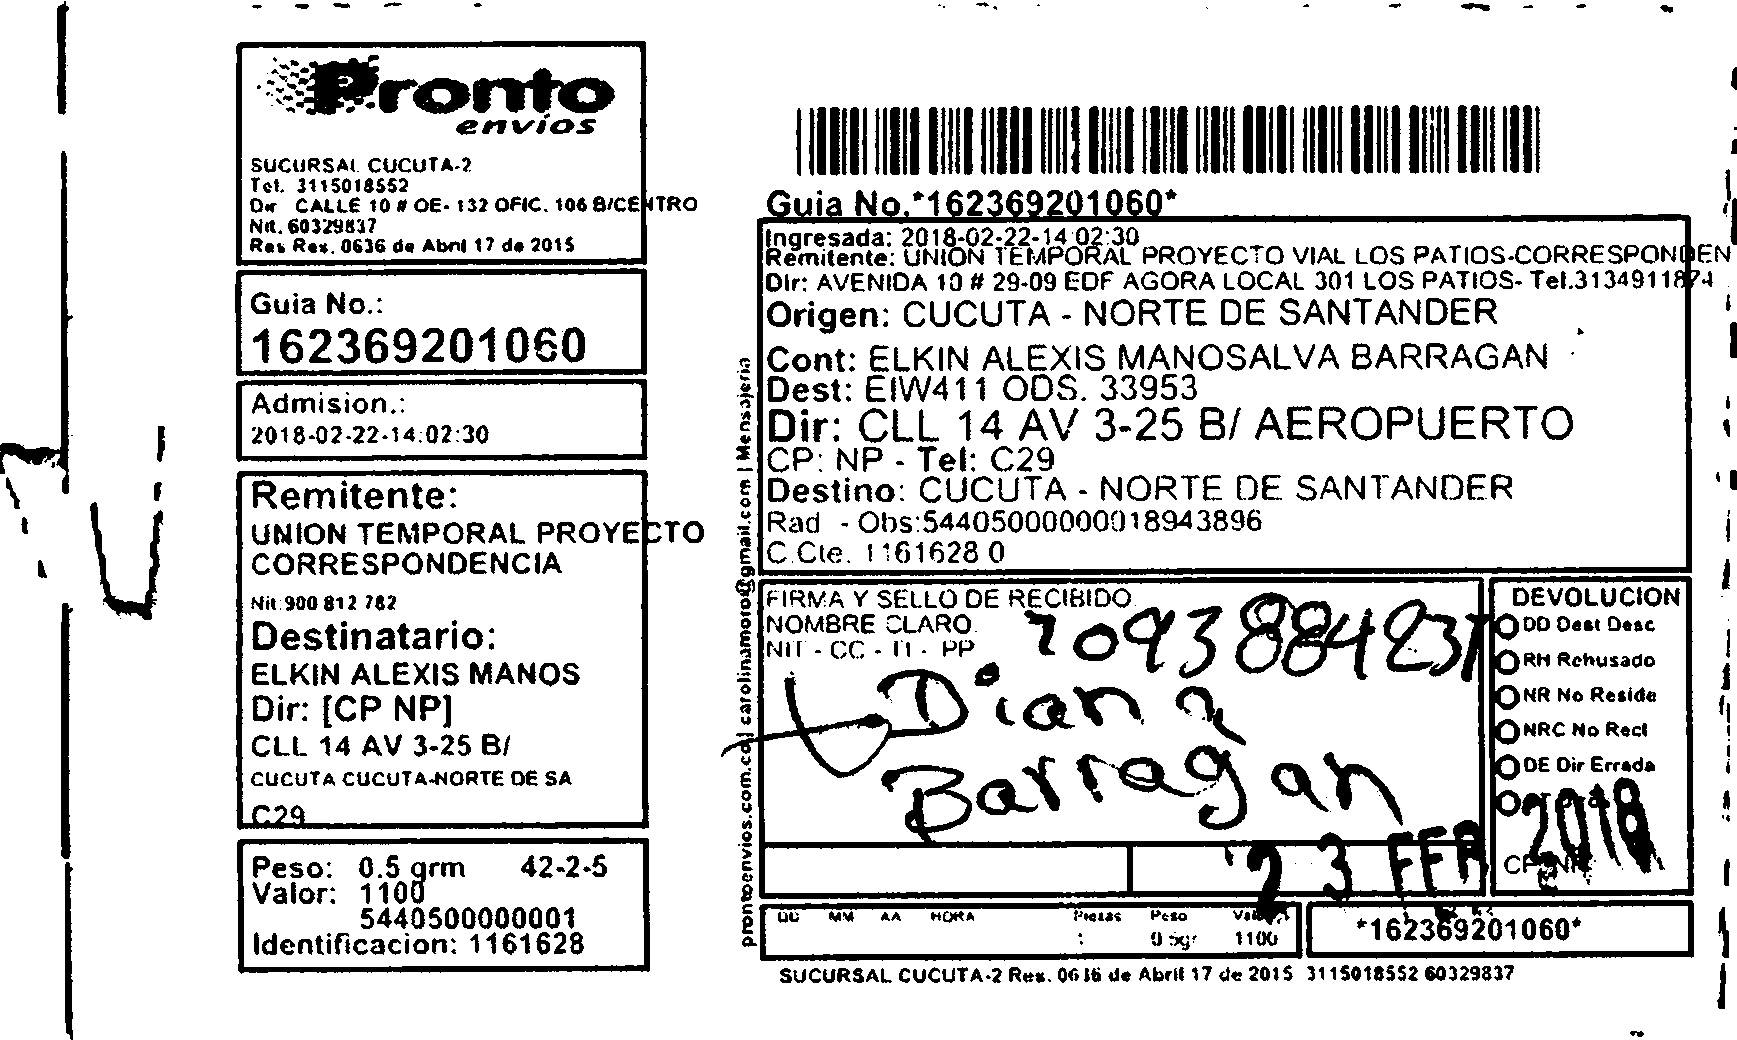 Pronto
envíos
SUCURSAL CUCUTA-2
Tel. 3115018552
Dir CALLE 10 # OE- 132 OFIC. 106 B/CENTRO
Nit. 60329837
Res Res. 0636 de Abril 17 de 2015
Guia No.:
162369201060
Admision.:
2018-02-22-14:02:30
Remitente:
UNION TEMPORAL PROYECTO
CORRESPONDENCIA
Nit 900 812 782
Destinatario:
ELKIN ALEXIS MANOS
Dir: [CP NP]
CLL 14 AV 3-25 B/
CUCUTA CUCUTA-NORTE DE SA
C29
Peso: 0.5 grm 42-2-5
Valor: 1100
5440500000001
Identificacion: 1161628
prontoenvios.com.co | carolinamoro@gmail.com | Mensajeria
Guia No.*162369201060*
Ingresada: 2018-02-22-14:02:30
Remitente: UNION TEMPORAL PROYECTO VIAL LOS PATIOS-CORRESPONDEN
Dir: AVENIDA 10 # 29-09 EDF AGORA LOCAL 301 LOS PATIOS- Tel.3134911874
Origen: CUCUTA - NORTE DE SANTANDER
Cont: ELKIN ALEXIS MANOSALVA BARRAGAN
Dest: EIW411 ODS. 33953
Dir: CLL 14 AV 3-25 B/ AEROPUERTO
CP: NP - Tel: C29
Destino: CUCUTA - NORTE DE SANTANDER
Rad - Obs:544050000000018943896
C.Cte. 1161628 0
FIRMA Y SELLO DE RECIBIDO
NOMBRE CLARO
NIT - CC - TI - PP
Diana
Barragan
23 FEB 2018
DEVOLUCION
DD Dest Desc
RH Rehusado
NR No Reside
NRC No Recl
DE Dir Errada
DD MM AA HORA Piezas Peso Valor
1100
*162369201060*
SUCURSAL CUCUTA-2 Res. 0636 de Abril 17 de 2015 3115018552 60329837